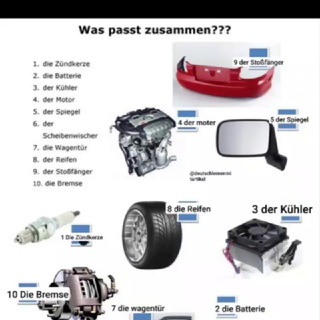 Was passt zusammen???
1. die Zündkerze
2. die Batterie
3. der Kühler
4. der Motor
5. der Spiegel
6. der
Scheibenwischer
7. die Wagentür
8. der Reifen
9. der Stoßfänger
10. die Bremse
9 der Stoßfänger
4 der moter
5 der Spiegel
@deutschlernenmi
tartikel
8 die Reifen
3 der Kühler
1 Die Zündkerze
10 Die Bremse
7 die wagentür
2 die Batterie